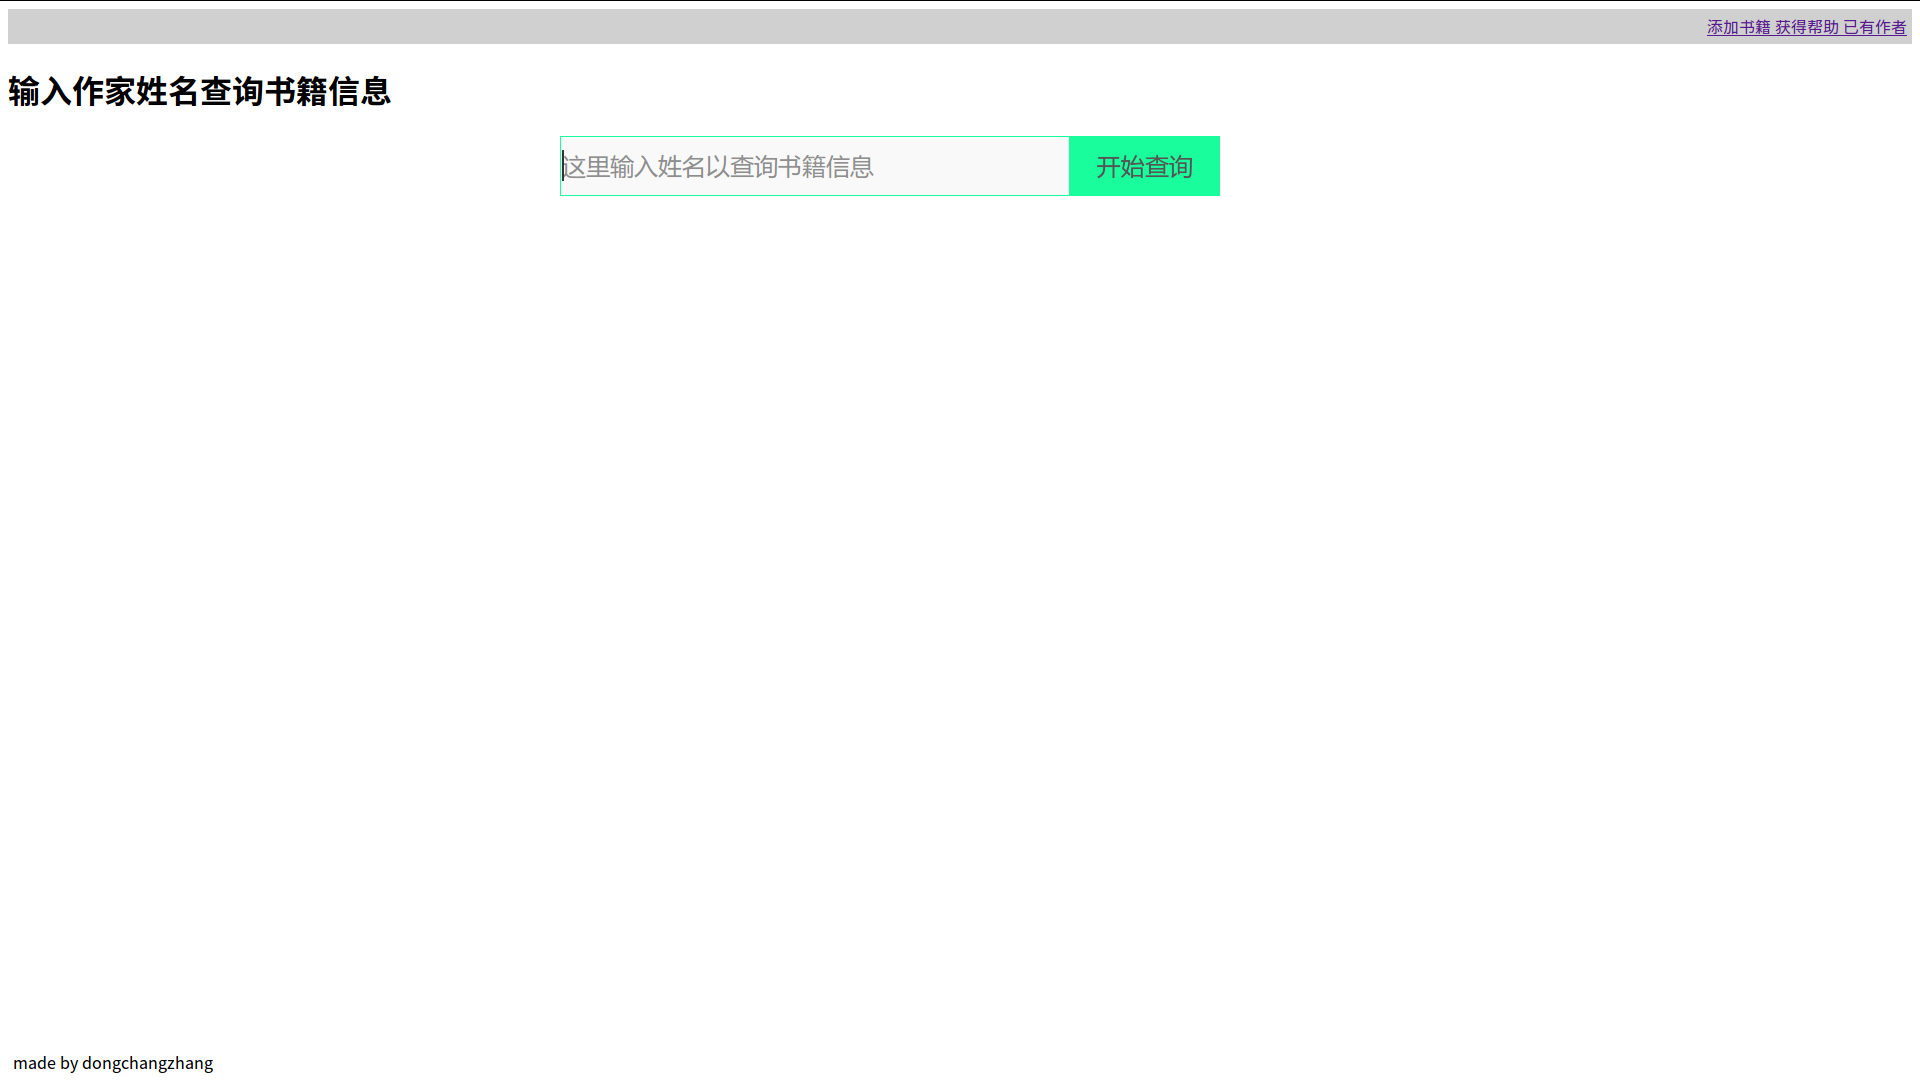 添加书籍 获得帮助 已有作者
输入作家姓名查询书籍信息
这里输入姓名以查询书籍信息 开始查询
made by dongchangzhang